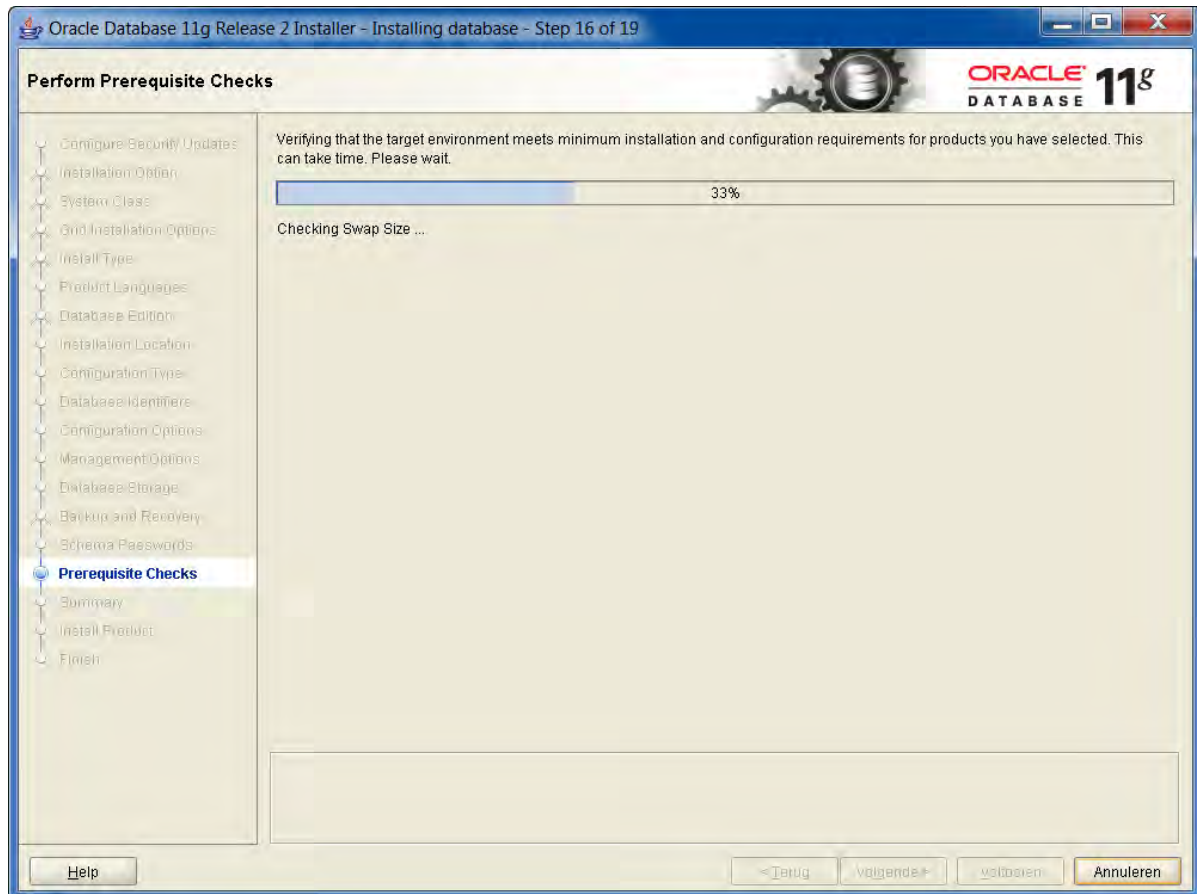 Oracle Database 11g Release 2 Installer - Installing database - Step 16 of 19
Perform Prerequisite Checks
ORACLE
DATABASE
11g
Configure Security Updates
Installation Option
System Class
Grid Installation Options
Install Type
Product Languages
Database Edition
Installation Location
Configuration Type
Database Identifiers
Configuration Options
Management Options
Database Storage
Backup and Recovery
Schema Passwords
Prerequisite Checks
Summary
Install Product
Finish
Verifying that the target environment meets minimum installation and configuration requirements for products you have selected. This
can take time. Please wait.
33%
Checking Swap Size ...
Help
< Terug
Volgende >
Voltooien
Annuleren